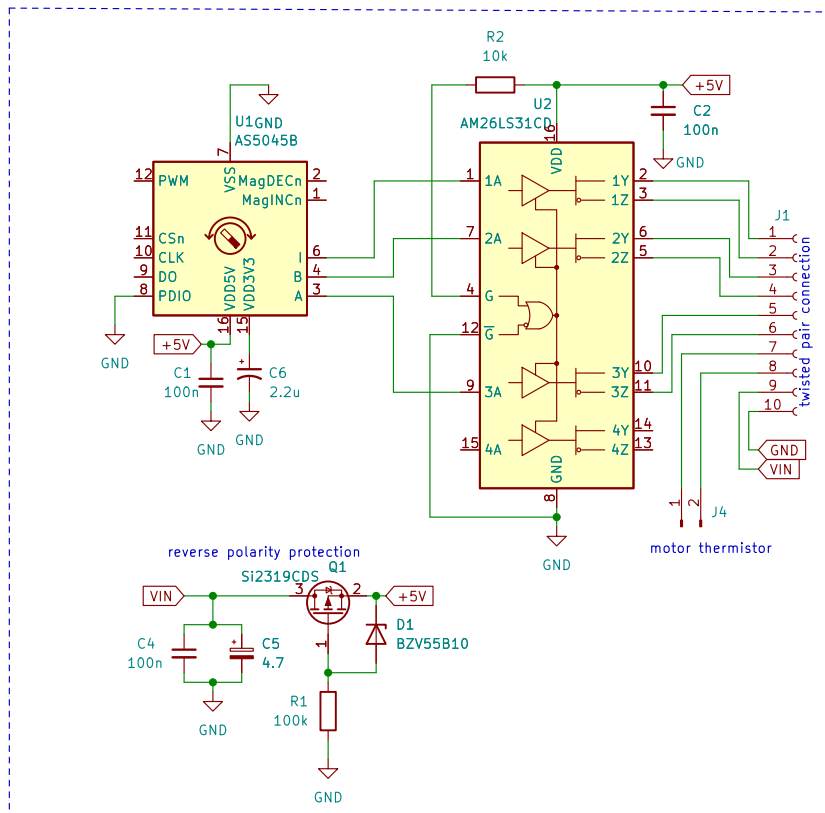 R2
10k
+5V
C2
100n
GND
U1
GND
AS5045B
7
VSS
12 PWM
MagDECn 2
MagINCn 1
11 CSn
10 CLK
9 DO
8 PDIO
I 6
B 4
A 3
VDD5V
VDD3V3
16
15
GND
+5V
C1
100n
GND
C6
2.2u
GND
U2
AM26LS31CD
16
VDD
1 1A
7 2A
4 G
12 G
9 3A
15 4A
1Y 2
1Z 3
2Y 6
2Z 5
3Y 10
3Z 11
4Y 14
4Z 13
GND
8
GND
J1
1
2
3
4
5
6
7
8
9
10
twisted pair connection
GND
VIN
1
2
J4
motor thermistor
reverse polarity protection
Q1
Si2319CDS
VIN
3
2
1
+5V
D1
BZV55B10
C4
100n
C5
4.7
GND
R1
100k
GND